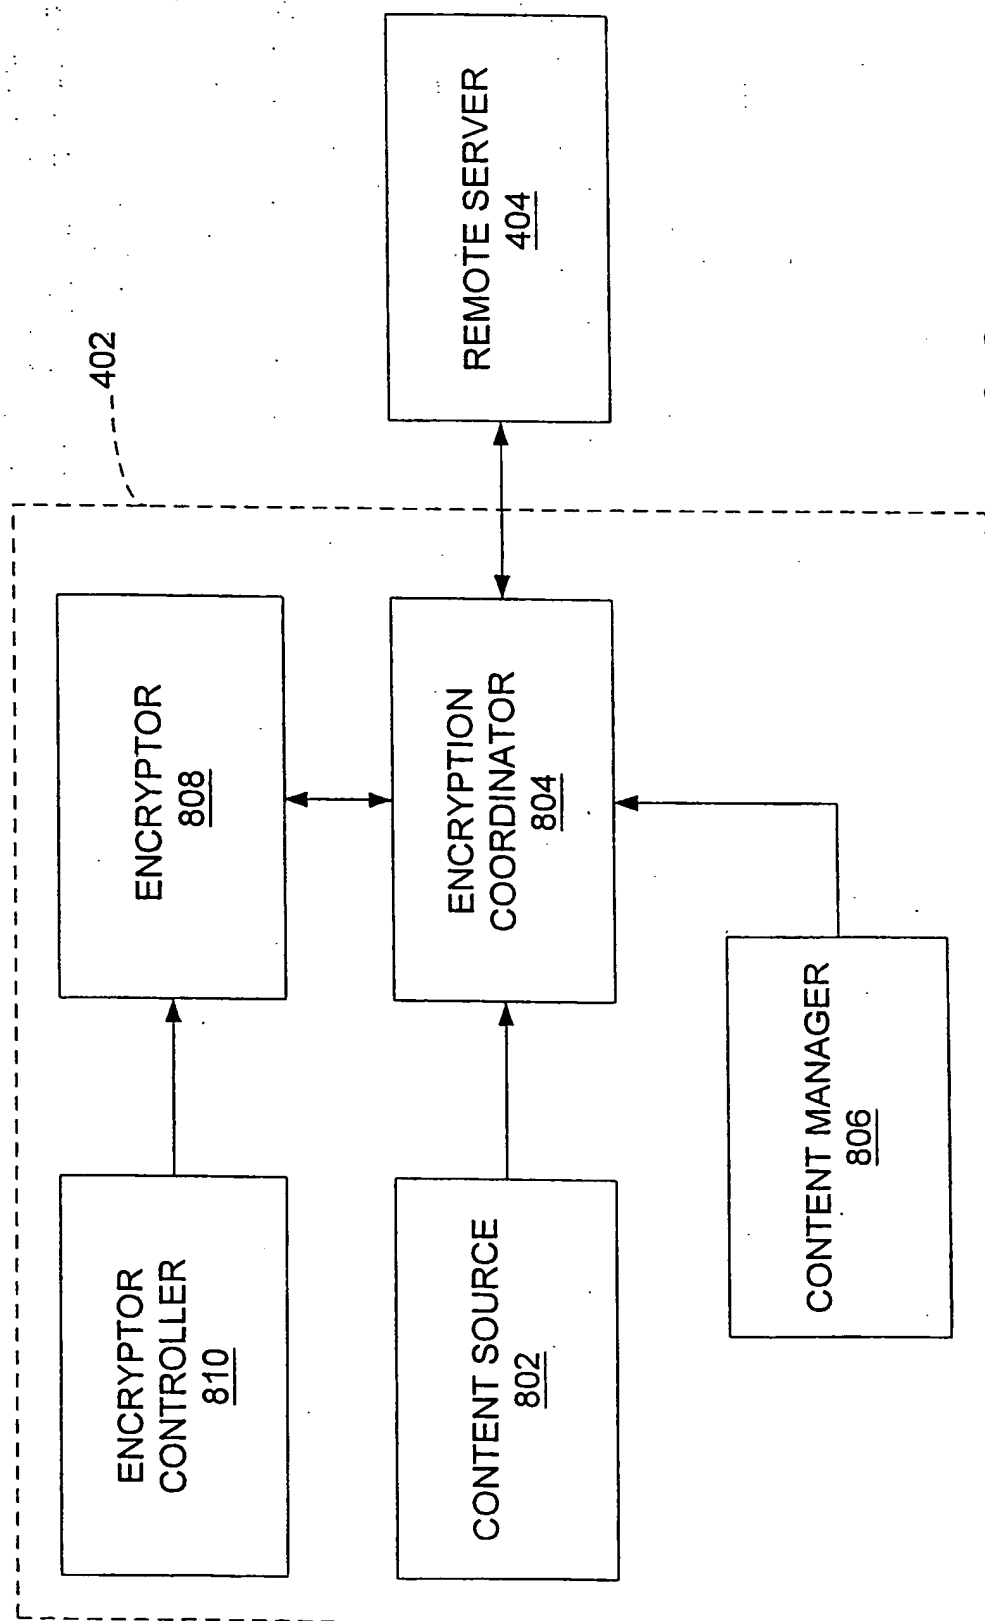 402
ENCRYPTOR
CONTROLLER
810
ENCRYPTOR
808
CONTENT SOURCE
802
ENCRYPTION
COORDINATOR
804
REMOTE SERVER
404
CONTENT MANAGER
806